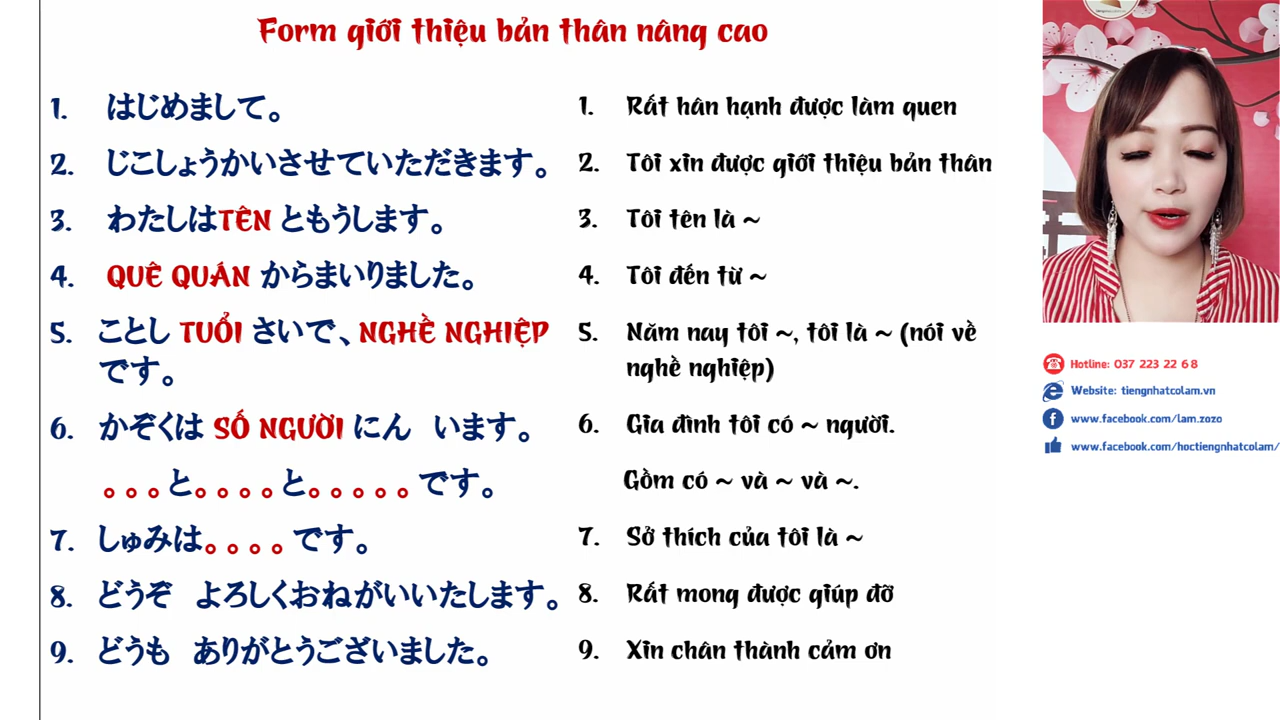 Form giới thiệu bản thân nâng cao
1. はじめまして。
2. じこしょうかいさせていただきます。
3. わたしはTÊN ともうします。
4. QUÊ QUÁN からまいりました。
5. ことし TUỔI さいで、NGHỀ NGHIỆP
です。
6. かぞくは SỐ NGƯỜI にん います。
。。。と。。。。と。。。。。です。
7. しゅみは。。。。です。
8. どうぞ よろしくおねがいいたします。
9. どうも ありがとうございました。
1. Rất hân hạnh được làm quen
2. Tôi xin được giới thiệu bản thân
3. Tôi tên là ~
4. Tôi đến từ ~
5. Năm nay tôi ~, tôi là ~ (nói về
nghề nghiệp)
6. Gia đình tôi có ~ người.
Gồm có ~ và ~ và ~.
7. Sở thích của tôi là ~
8. Rất mong được giúp đỡ
9. Xin chân thành cảm ơn
Hotline: 037 223 22 68
Website: tiengnhatcolam.vn
www.facebook.com/lam.zozo
www.facebook.com/hoctiengnhatcolam/